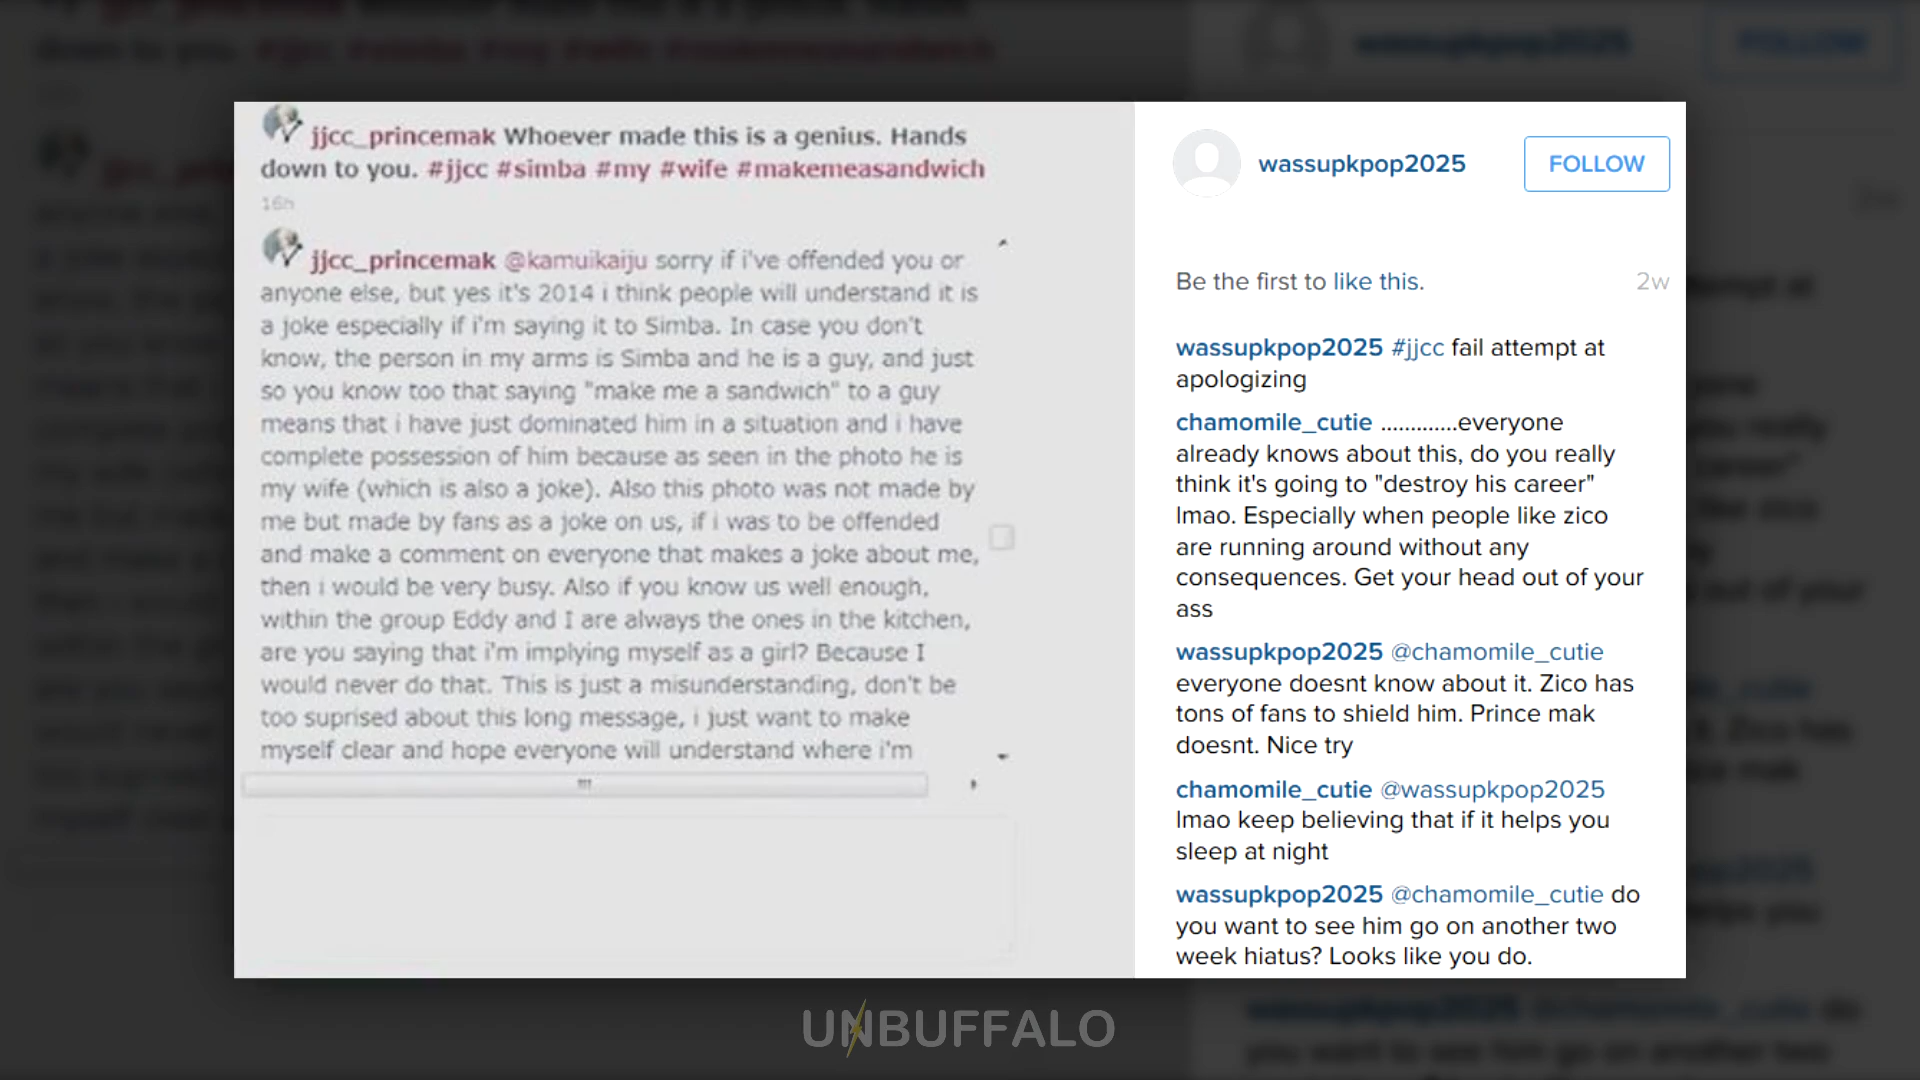 jjcc_princemak Whoever made this is a genius. Hands
down to you. #jjcc #simba #my #wife #makemeasandwich
16h
jjcc_princemak @kamuikaiju sorry if i've offended you or
anyone else, but yes it's 2014 i think people will understand it is
a joke especially if i'm saying it to Simba. In case you don't
know, the person in my arms is Simba and he is a guy, and just
so you know too that saying "make me a sandwich" to a guy
means that i have just dominated him in a situation and i have
complete possession of him because as seen in the photo he is
my wife (which is also a joke). Also this photo was not made by
me but made by fans as a joke on us, if i was to be offended
and make a comment on everyone that makes a joke about me,
then i would be very busy. Also if you know us well enough,
within the group Eddy and I are always the ones in the kitchen,
are you saying that i'm implying myself as a girl? Because I
would never do that. This is just a misunderstanding, don't be
too suprised about this long message, i just want to make
myself clear and hope everyone will understand where i'm
wassupkpop2025
FOLLOW
Be the first to like this.
2w
wassupkpop2025 #jjcc fail attempt at
apologizing
chamomile_cutie .............everyone
already knows about this, do you really
think it's going to "destroy his career"
lmao. Especially when people like zico
are running around without any
consequences. Get your head out of your
ass
wassupkpop2025 @chamomile_cutie
everyone doesnt know about it. Zico has
tons of fans to shield him. Prince mak
doesnt. Nice try
chamomile_cutie @wassupkpop2025
lmao keep believing that if it helps you
sleep at night
wassupkpop2025 @chamomile_cutie do
you want to see him go on another two
week hiatus? Looks like you do.
UNBUFFALO